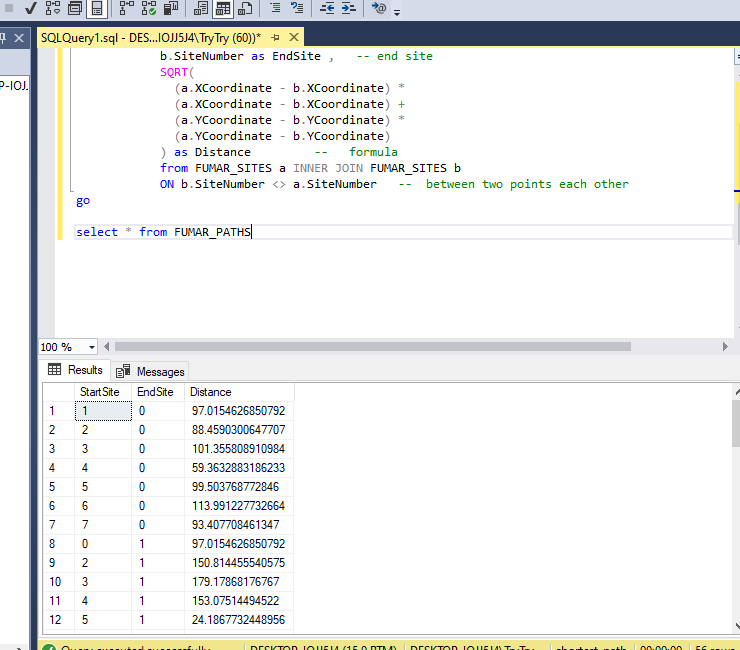 SQLQuery1.sql - DES...IOJJ5J4\TryTry (60))*
P-IOJ.
b.SiteNumber as EndSite , -- end site
SQRT(
(a.XCoordinate - b.XCoordinate) *
(a.XCoordinate - b.XCoordinate) +
(a.YCoordinate - b.YCoordinate) *
(a.YCoordinate - b.YCoordinate)
) as Distance -- formula
from FUMAR_SITES a INNER JOIN FUMAR_SITES b
ON b.SiteNumber <> a.SiteNumber -- between two points each other
go
select * from FUMAR_PATHS
100 %
Results Messages
StartSite EndSite Distance
1 1 0 97.0154626850792
2 2 0 88.4590300647707
3 3 0 101.355808910984
4 4 0 59.3632883186233
5 5 0 99.503768772846
6 6 0 113.991227732664
7 7 0 93.407708461347
8 0 1 97.0154626850792
9 2 1 150.814455540575
10 3 1 179.17868176767
11 4 1 153.07514494522
12 5 1 24.1867732448956
Query executed successfully. DESKTOP-IOJJ5J4 (15.0 RTM) DESKTOP-IOJJ5J4\TryTry shortest_path 00:00:00 56 rows